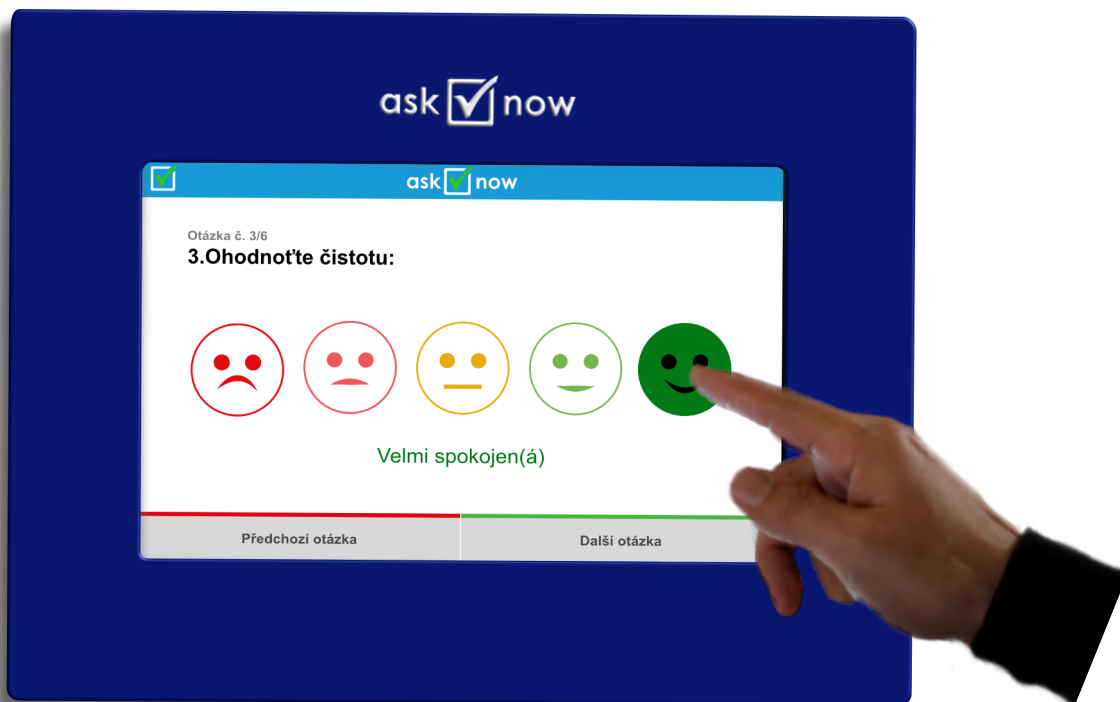 ask now
ask now
Otázka č. 3/6
3.Ohodnoťte čistotu:
Velmi spokojen(á)
Předchozí otázka
Další otázka